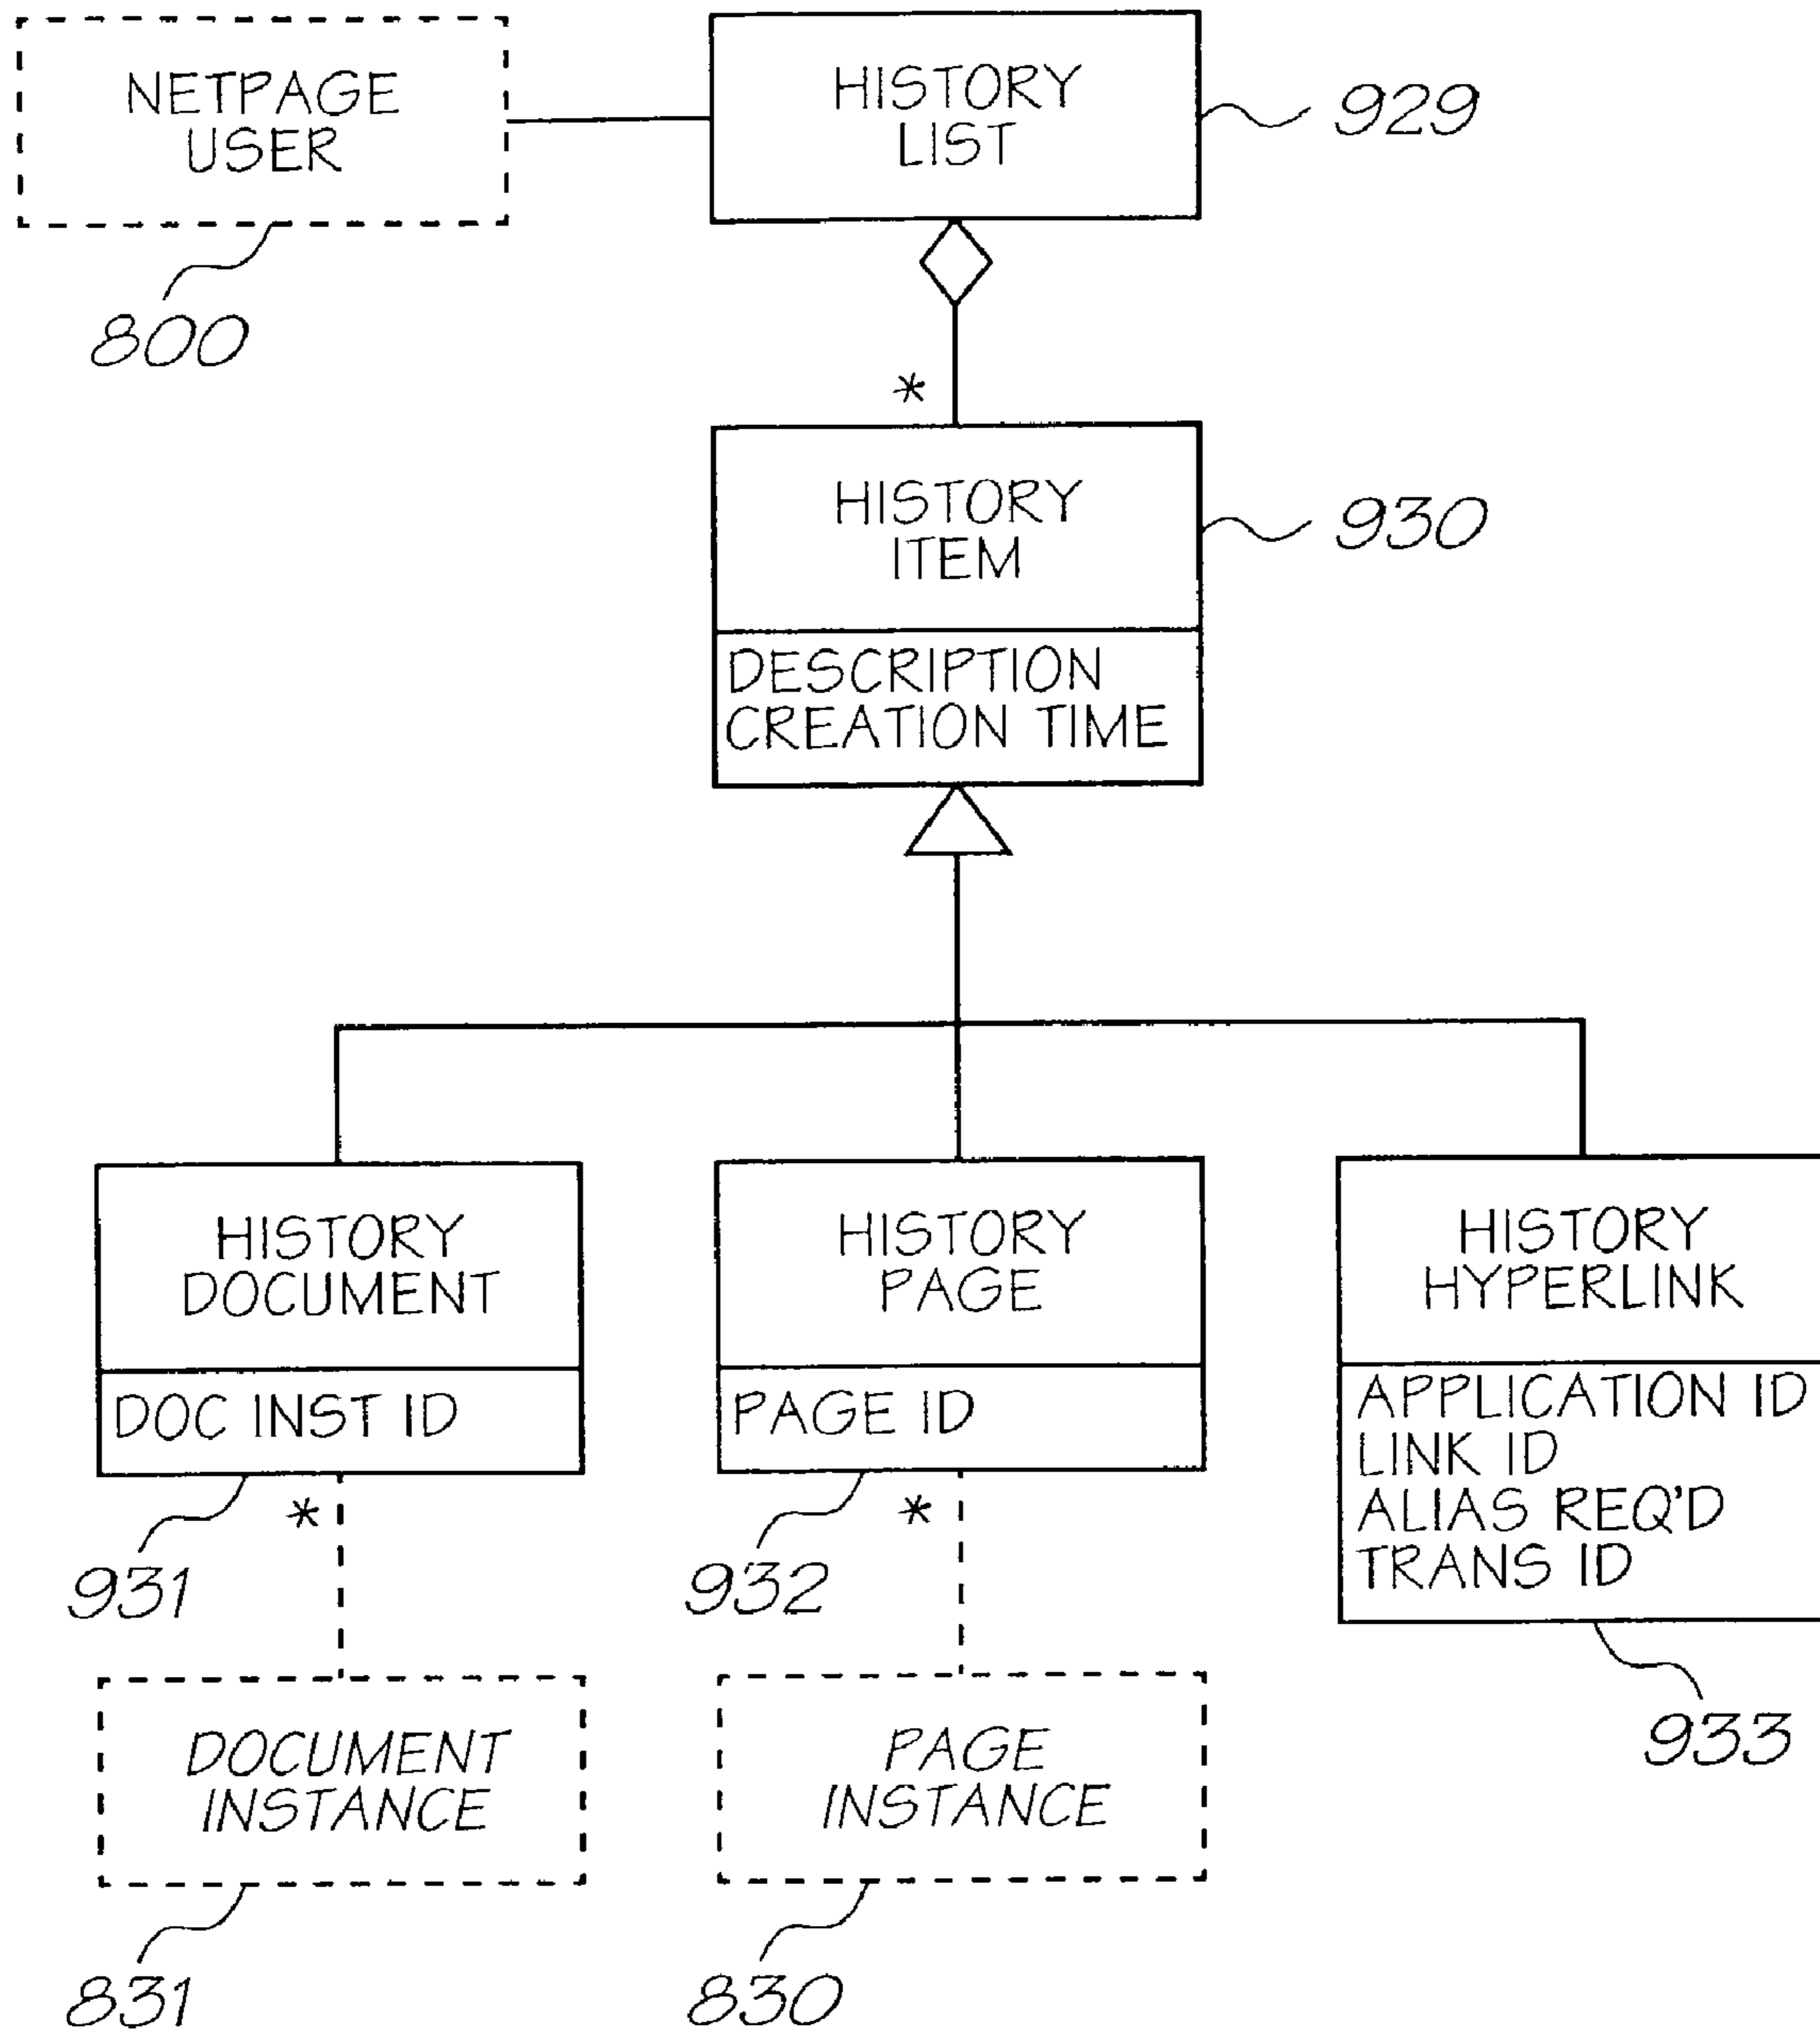 NETPAGE
USER
800
HISTORY
LIST
929
*
HISTORY
ITEM
930
DESCRIPTION
CREATION TIME
HISTORY
DOCUMENT
DOC INST ID
931
*
HISTORY
PAGE
PAGE ID
932
*
HISTORY
HYPERLINK
APPLICATION ID
LINK ID
ALIAS REQ'D
TRANS ID
933
DOCUMENT
INSTANCE
831
PAGE
INSTANCE
830